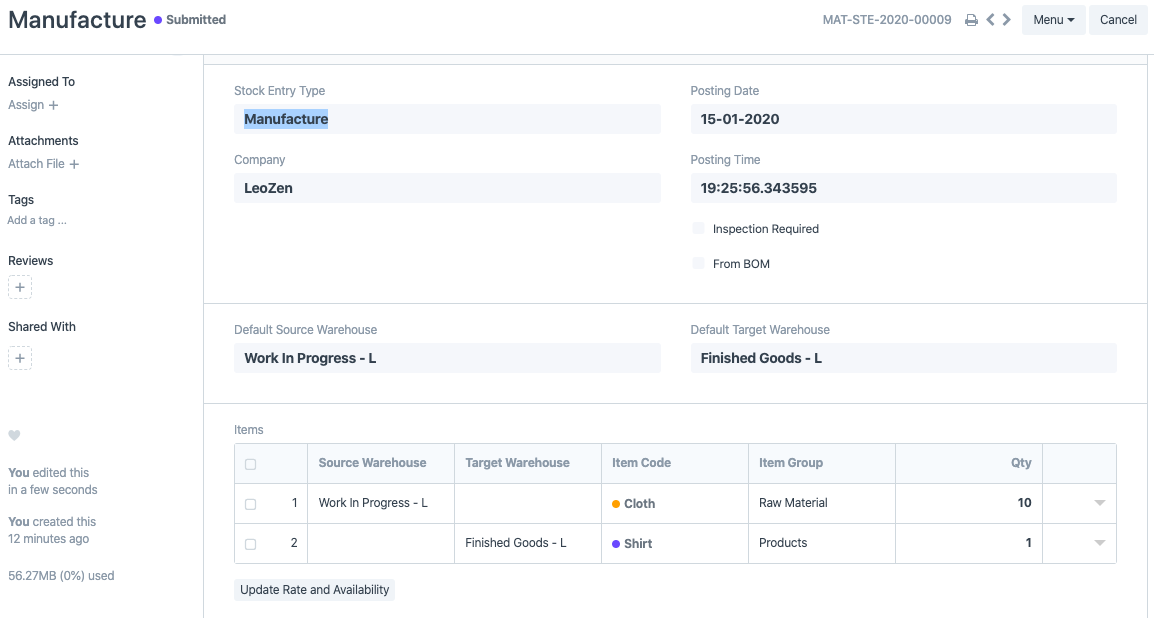 Manufacture Submitted MAT-STE-2020-00009 Menu Cancel
Assigned To
Assign +
Attachments
Attach File +
Tags
Add a tag ...
Reviews
+
Shared With
+
You edited this
in a few seconds
You created this
12 minutes ago
56.27MB (0%) used
Stock Entry Type
Manufacture
Company
LeoZen
Posting Date
15-01-2020
Posting Time
19:25:56.343595
Inspection Required
From BOM
Default Source Warehouse
Work In Progress - L
Default Target Warehouse
Finished Goods - L
Items
Source Warehouse Target Warehouse Item Code Item Group Qty
1 Work In Progress - L Cloth Raw Material 10
2 Finished Goods - L Shirt Products 1
Update Rate and Availability